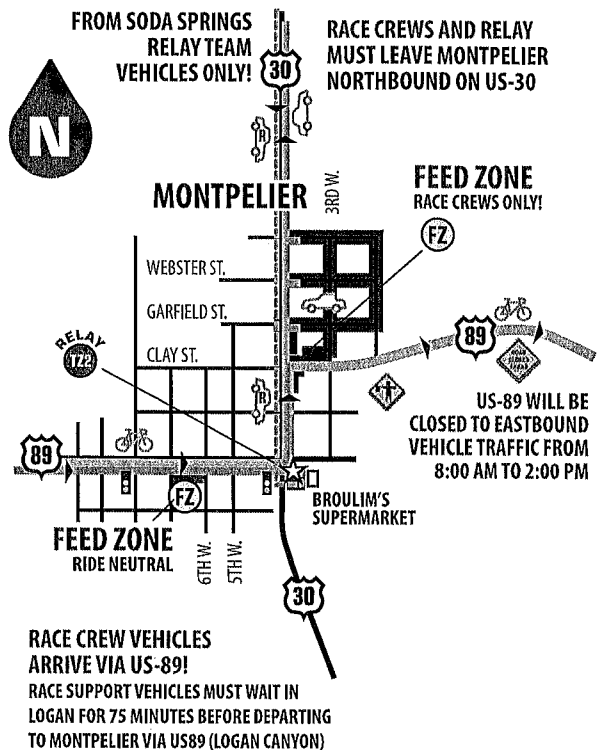 FROM SODA SPRINGS
RELAY TEAM
VEHICLES ONLY!
30
RACE CREWS AND RELAY
MUST LEAVE MONTPELIER
NORTHBOUND ON US-30
N
R
MONTPELIER
3RD W.
FEED ZONE
RACE CREWS ONLY!
FZ
WEBSTER ST.
GARFIELD ST.
RELAY
TZ2
CLAY ST.
89
ROAD
CLOSED
AHEAD
R
US-89 WILL BE
CLOSED TO EASTBOUND
VEHICLE TRAFFIC FROM
8:00 AM TO 2:00 PM
89
FZ
BROULIM'S
SUPERMARKET
FEED ZONE
RIDE NEUTRAL
6TH W.
5TH W.
30
RACE CREW VEHICLES
ARRIVE VIA US-89!
RACE SUPPORT VEHICLES MUST WAIT IN
LOGAN FOR 75 MINUTES BEFORE DEPARTING
TO MONTPELIER VIA US89 (LOGAN CANYON)